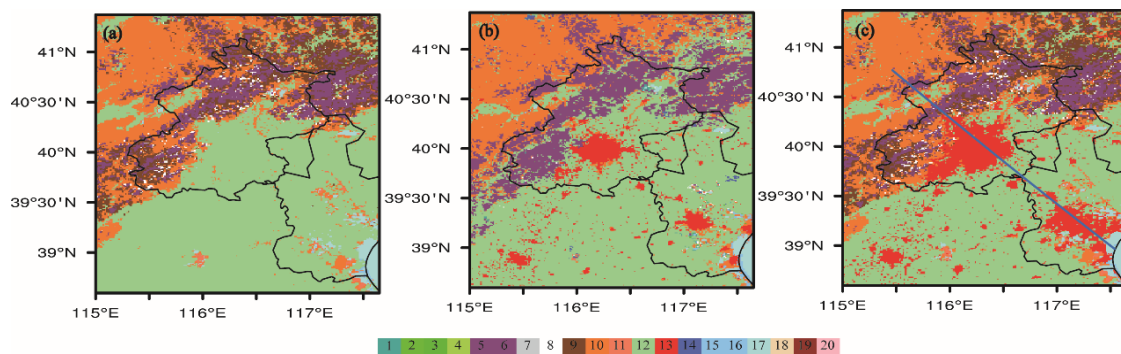 (a) (b) (c)
41°N 41°N 41°N
40°30'N 40°30'N 40°30'N
40°N 40°N 40°N
39°30'N 39°30'N 39°30'N
39°N 39°N 39°N
115°E 116°E 117°E 115°E 116°E 117°E 115°E 116°E 117°E
1 2 3 4 5 6 7 8 9 10 11 12 13 14 15 16 17 18 19 20